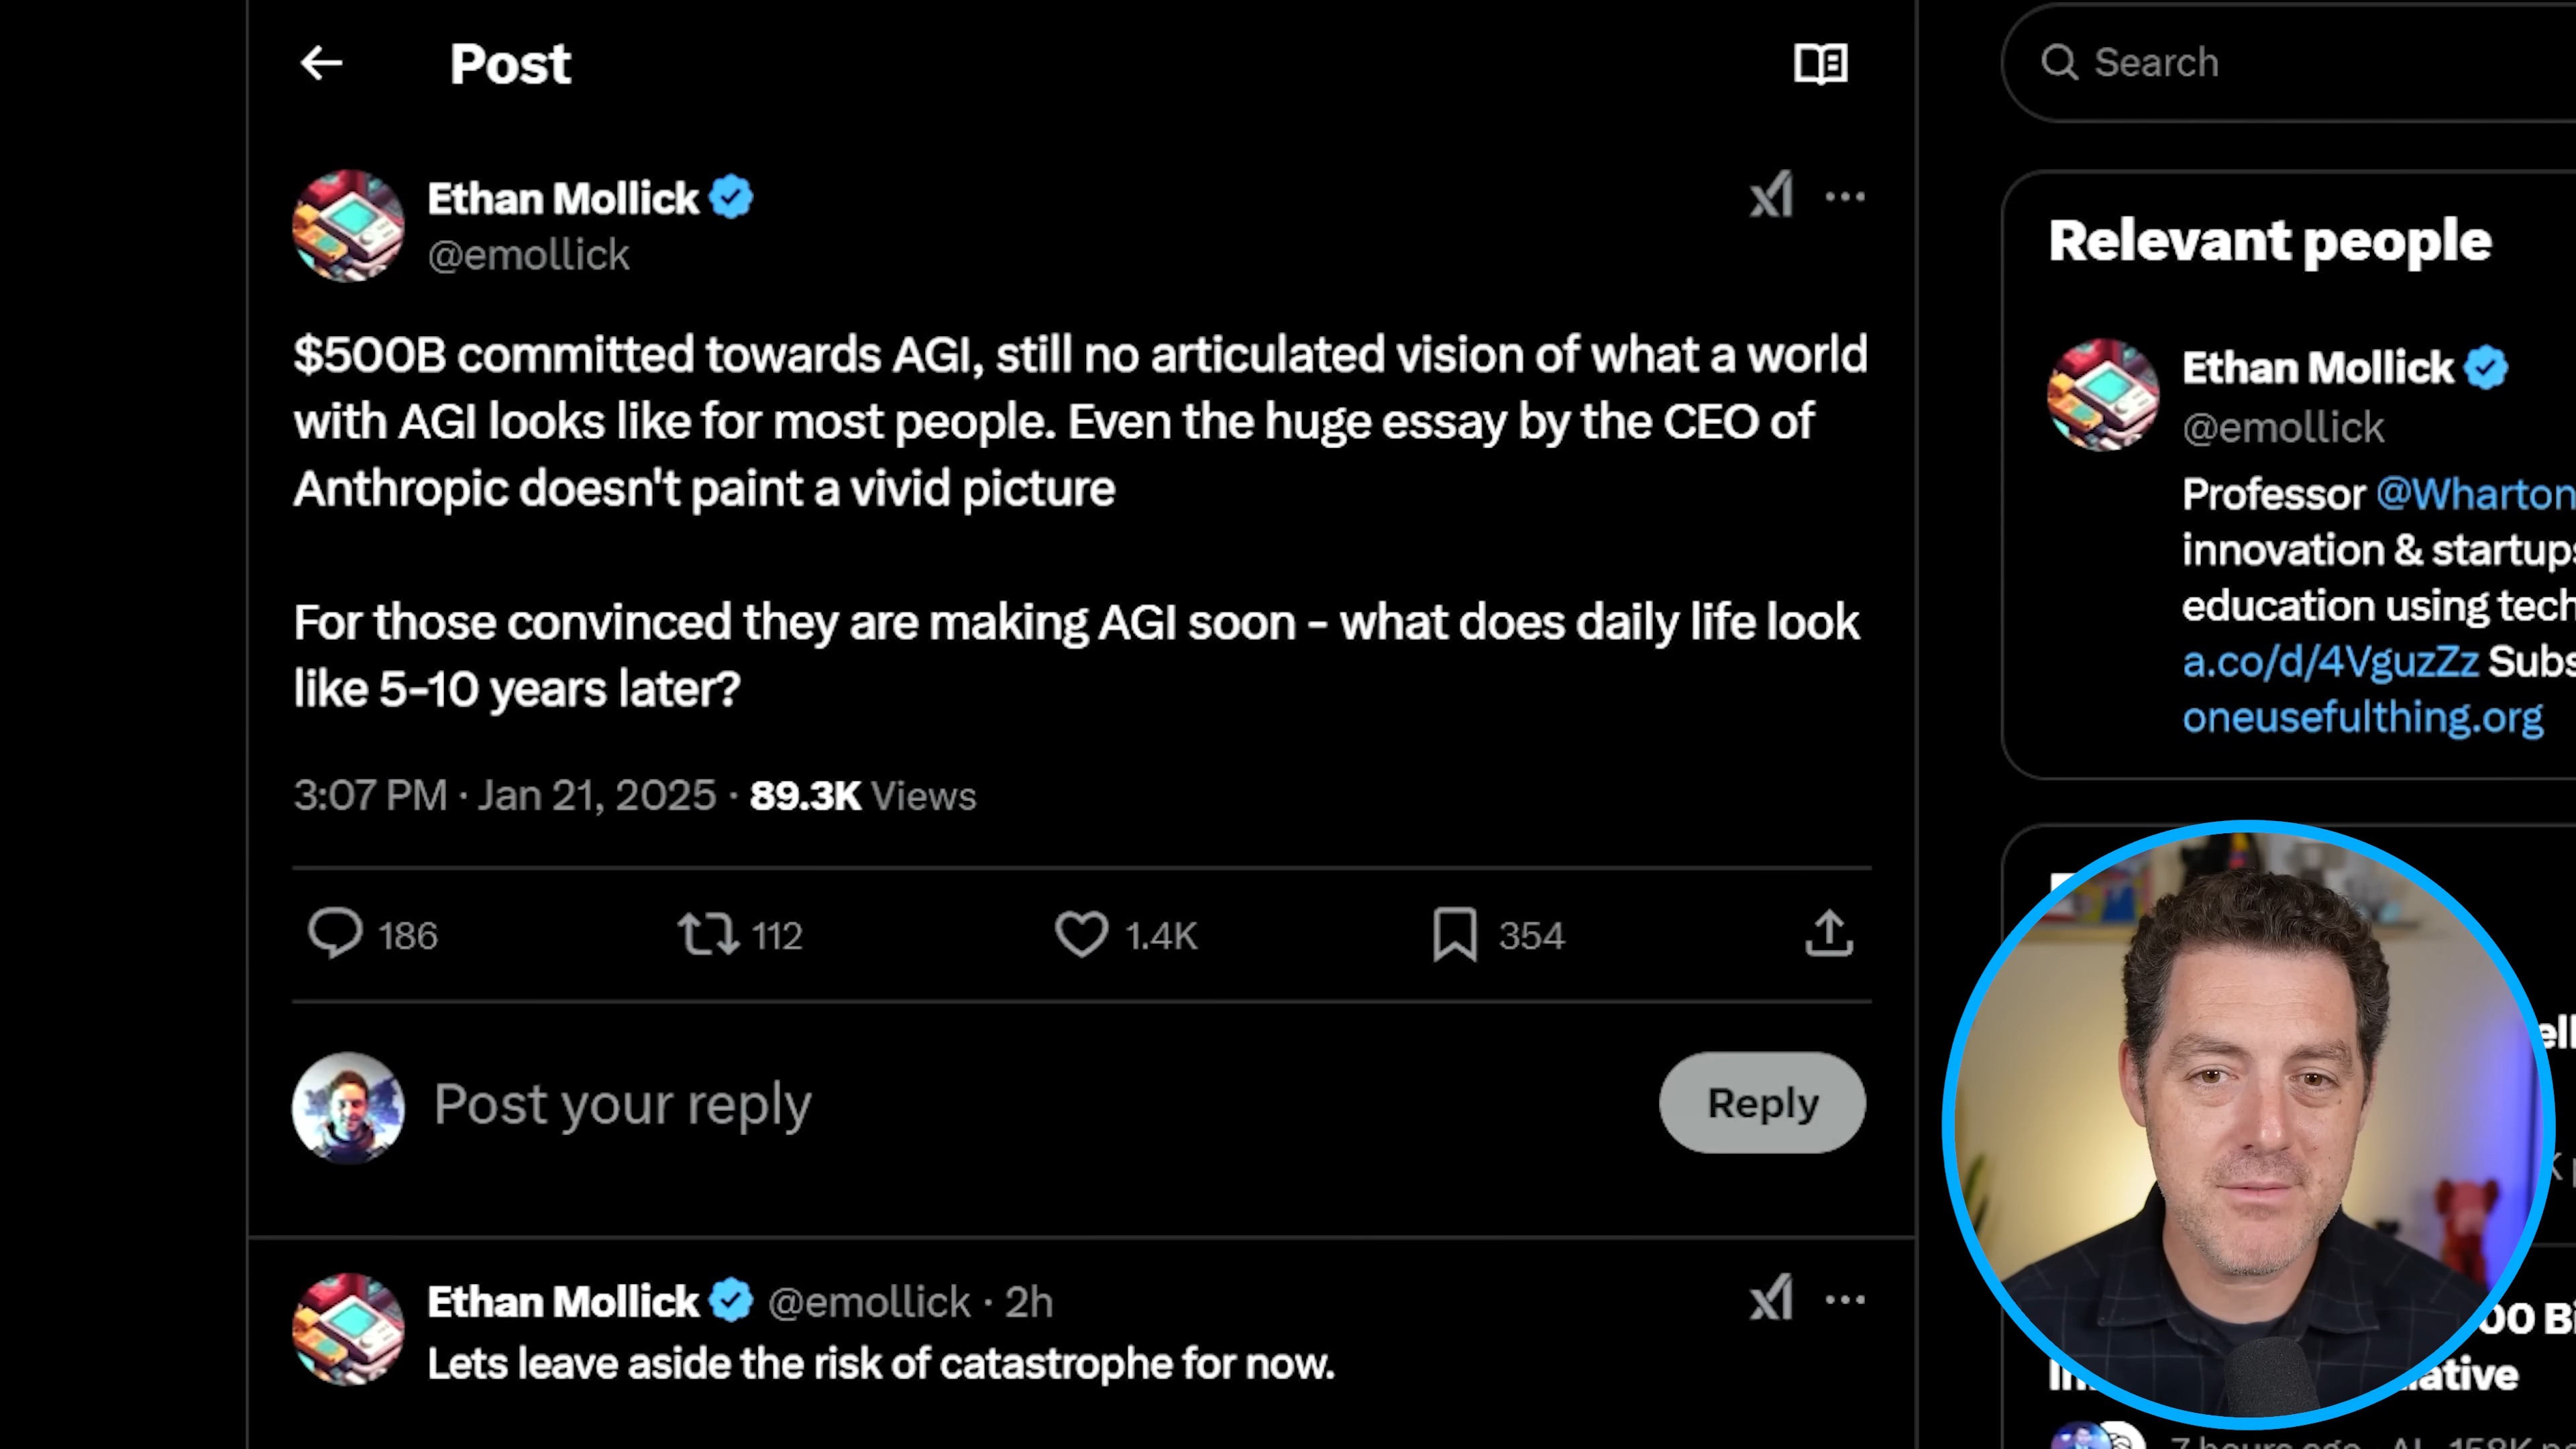 Post
Search
Ethan Mollick
@emollick
$500B committed towards AGI, still no articulated vision of what a world
with AGI looks like for most people. Even the huge essay by the CEO of
Anthropic doesn't paint a vivid picture
For those convinced they are making AGI soon - what does daily life look
like 5-10 years later?
3:07 PM · Jan 21, 2025 · 89.3K Views
186
112
1.4K
354
Post your reply
Reply
Ethan Mollick @emollick · 2h
Lets leave aside the risk of catastrophe for now.
Relevant people
Ethan Mollick
@emollick
Professor @Wharton
innovation & startups
education using tech
a.co/d/4VguzZz Subs
oneusefulthing.org